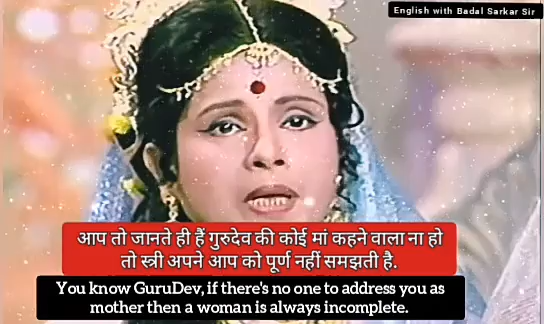 English with Badal Sarkar Sir
आप तो जानते ही हैं गुरुदेव की कोई मां कहने वाला ना हो
तो स्त्री अपने आप को पूर्ण नहीं समझती है.
You know GuruDev, if there's no one to address you as
mother then a woman is always incomplete.